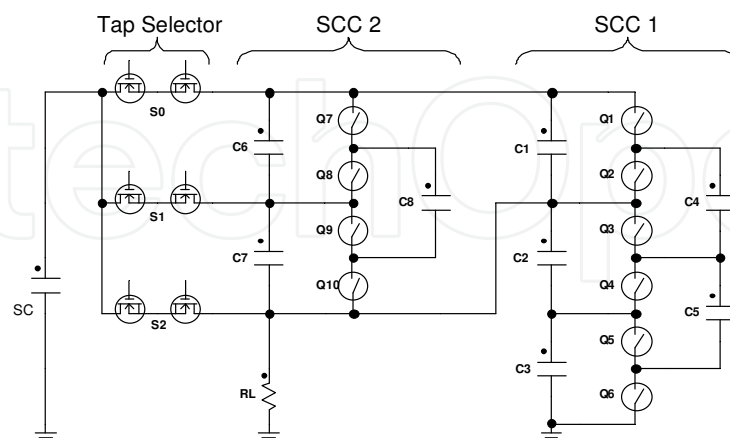 Tap Selector
SCC 2
SCC 1
S0
Q7
Q1
C6
C1
Q8
Q2
C8
C4
S1
Q9
Q3
C7
C2
Q10
Q4
SC
S2
C5
Q5
C3
RL
Q6